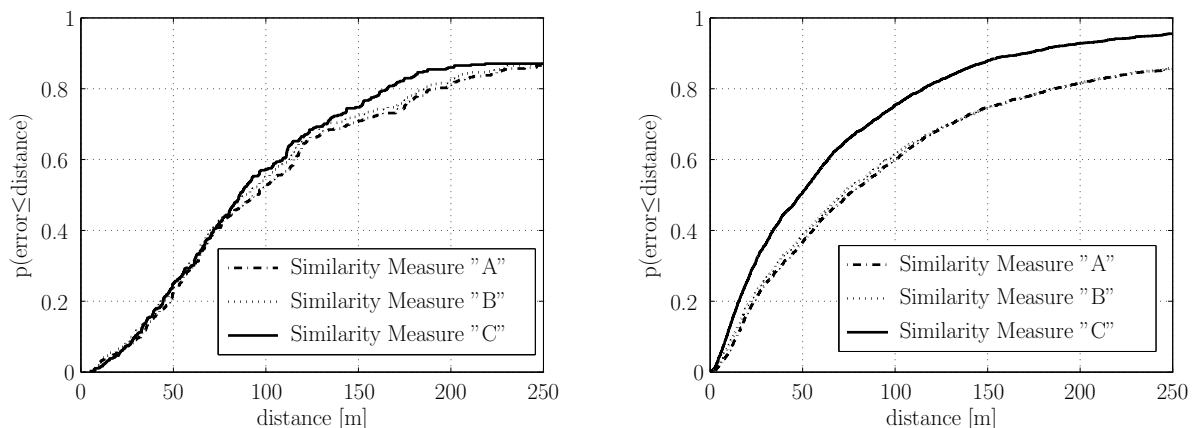 1
0.8
0.6
0.4
0.2
0
p(error≤distance)
Similarity Measure "A"
Similarity Measure "B"
Similarity Measure "C"
0 50 100 150 200 250
distance [m]
1
0.8
0.6
0.4
0.2
0
p(error≤distance)
Similarity Measure "A"
Similarity Measure "B"
Similarity Measure "C"
0 50 100 150 200 250
distance [m]